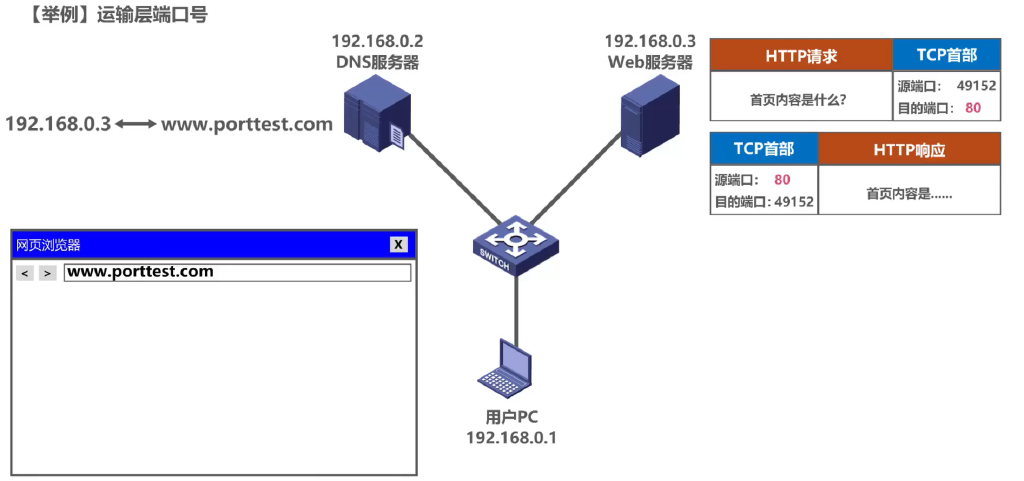 【举例】运输层端口号
192.168.0.2
DNS服务器
192.168.0.3
Web服务器
192.168.0.3
www.porttest.com
HTTP请求
TCP首部
首页内容是什么?
源端口: 49152
目的端口: 80
TCP首部
HTTP响应
源端口: 80
目的端口:49152
首页内容是......
网页浏览器
X
< >
www.porttest.com
SWITCH
用户PC
192.168.0.1